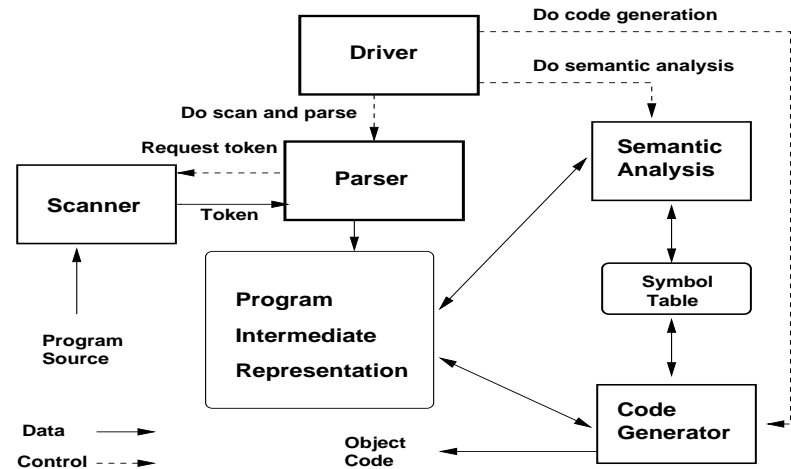 Do code generation
Driver
Do semantic analysis
Do scan and parse
Request token
Semantic
Analysis
Parser
Scanner
Token
Symbol
Table
Program
Intermediate
Representation
Program
Source
Code
Generator
Data
Object
Code
Control